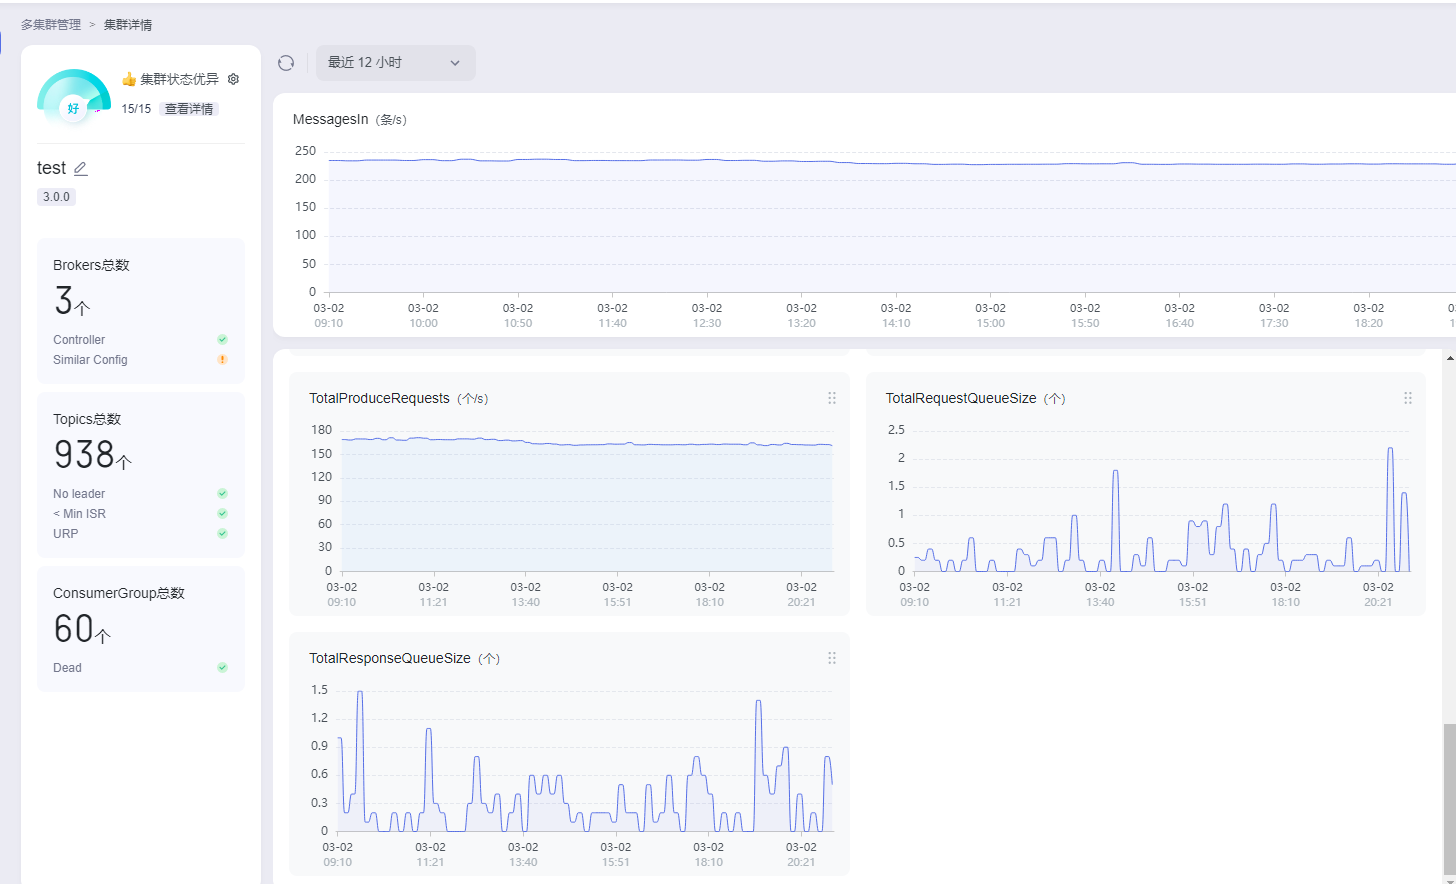 多集群管理 > 集群详情
好
👍 集群状态优异
15/15 查看详情
test
3.0.0
Brokers总数
3个
Controller
Similar Config
Topics总数
938个
No leader
< Min ISR
URP
ConsumerGroup总数
60个
Dead
最近 12 小时
MessagesIn（条/s）
250
200
150
100
50
0
03-02 03-02 03-02 03-02 03-02 03-02 03-02 03-02 03-02 03-02 03-02 03-02
09:10 10:00 10:50 11:40 12:30 13:20 14:10 15:00 15:50 16:40 17:30 18:20
TotalProduceRequests（个/s）
180
150
120
90
60
30
0
03-02 03-02 03-02 03-02 03-02 03-02
09:10 11:21 13:40 15:51 18:10 20:21
TotalRequestQueueSize（个）
2.5
2
1.5
1
0.5
0
03-02 03-02 03-02 03-02 03-02 03-02
09:10 11:21 13:40 15:51 18:10 20:21
TotalResponseQueueSize（个）
1.5
1.2
0.9
0.6
0.3
0
03-02 03-02 03-02 03-02 03-02 03-02
09:10 11:21 13:40 15:51 18:10 20:21